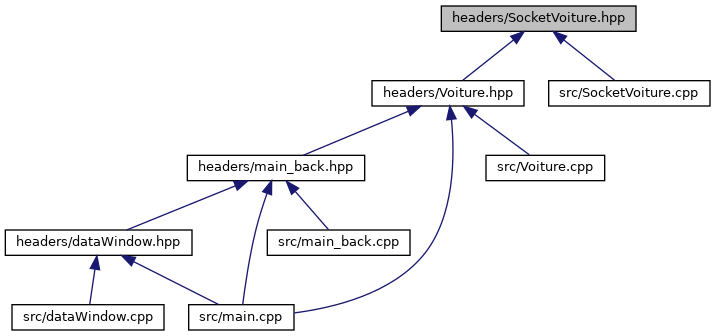 headers/SocketVoiture.hpp
headers/Voiture.hpp
src/SocketVoiture.cpp
headers/main_back.hpp
src/Voiture.cpp
headers/dataWindow.hpp
src/main_back.cpp
src/dataWindow.cpp
src/main.cpp